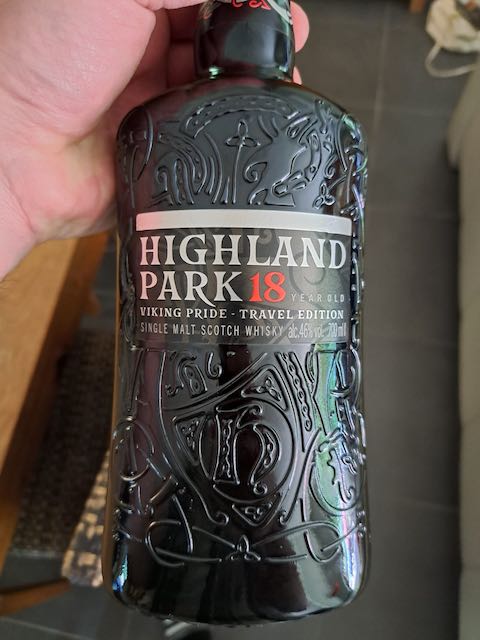 HIGHLAND
PARK 18 YEAR OLD
VIKING PRIDE - TRAVEL EDITION
SINGLE MALT SCOTCH WHISKY alc.46% vol. 700ml
H